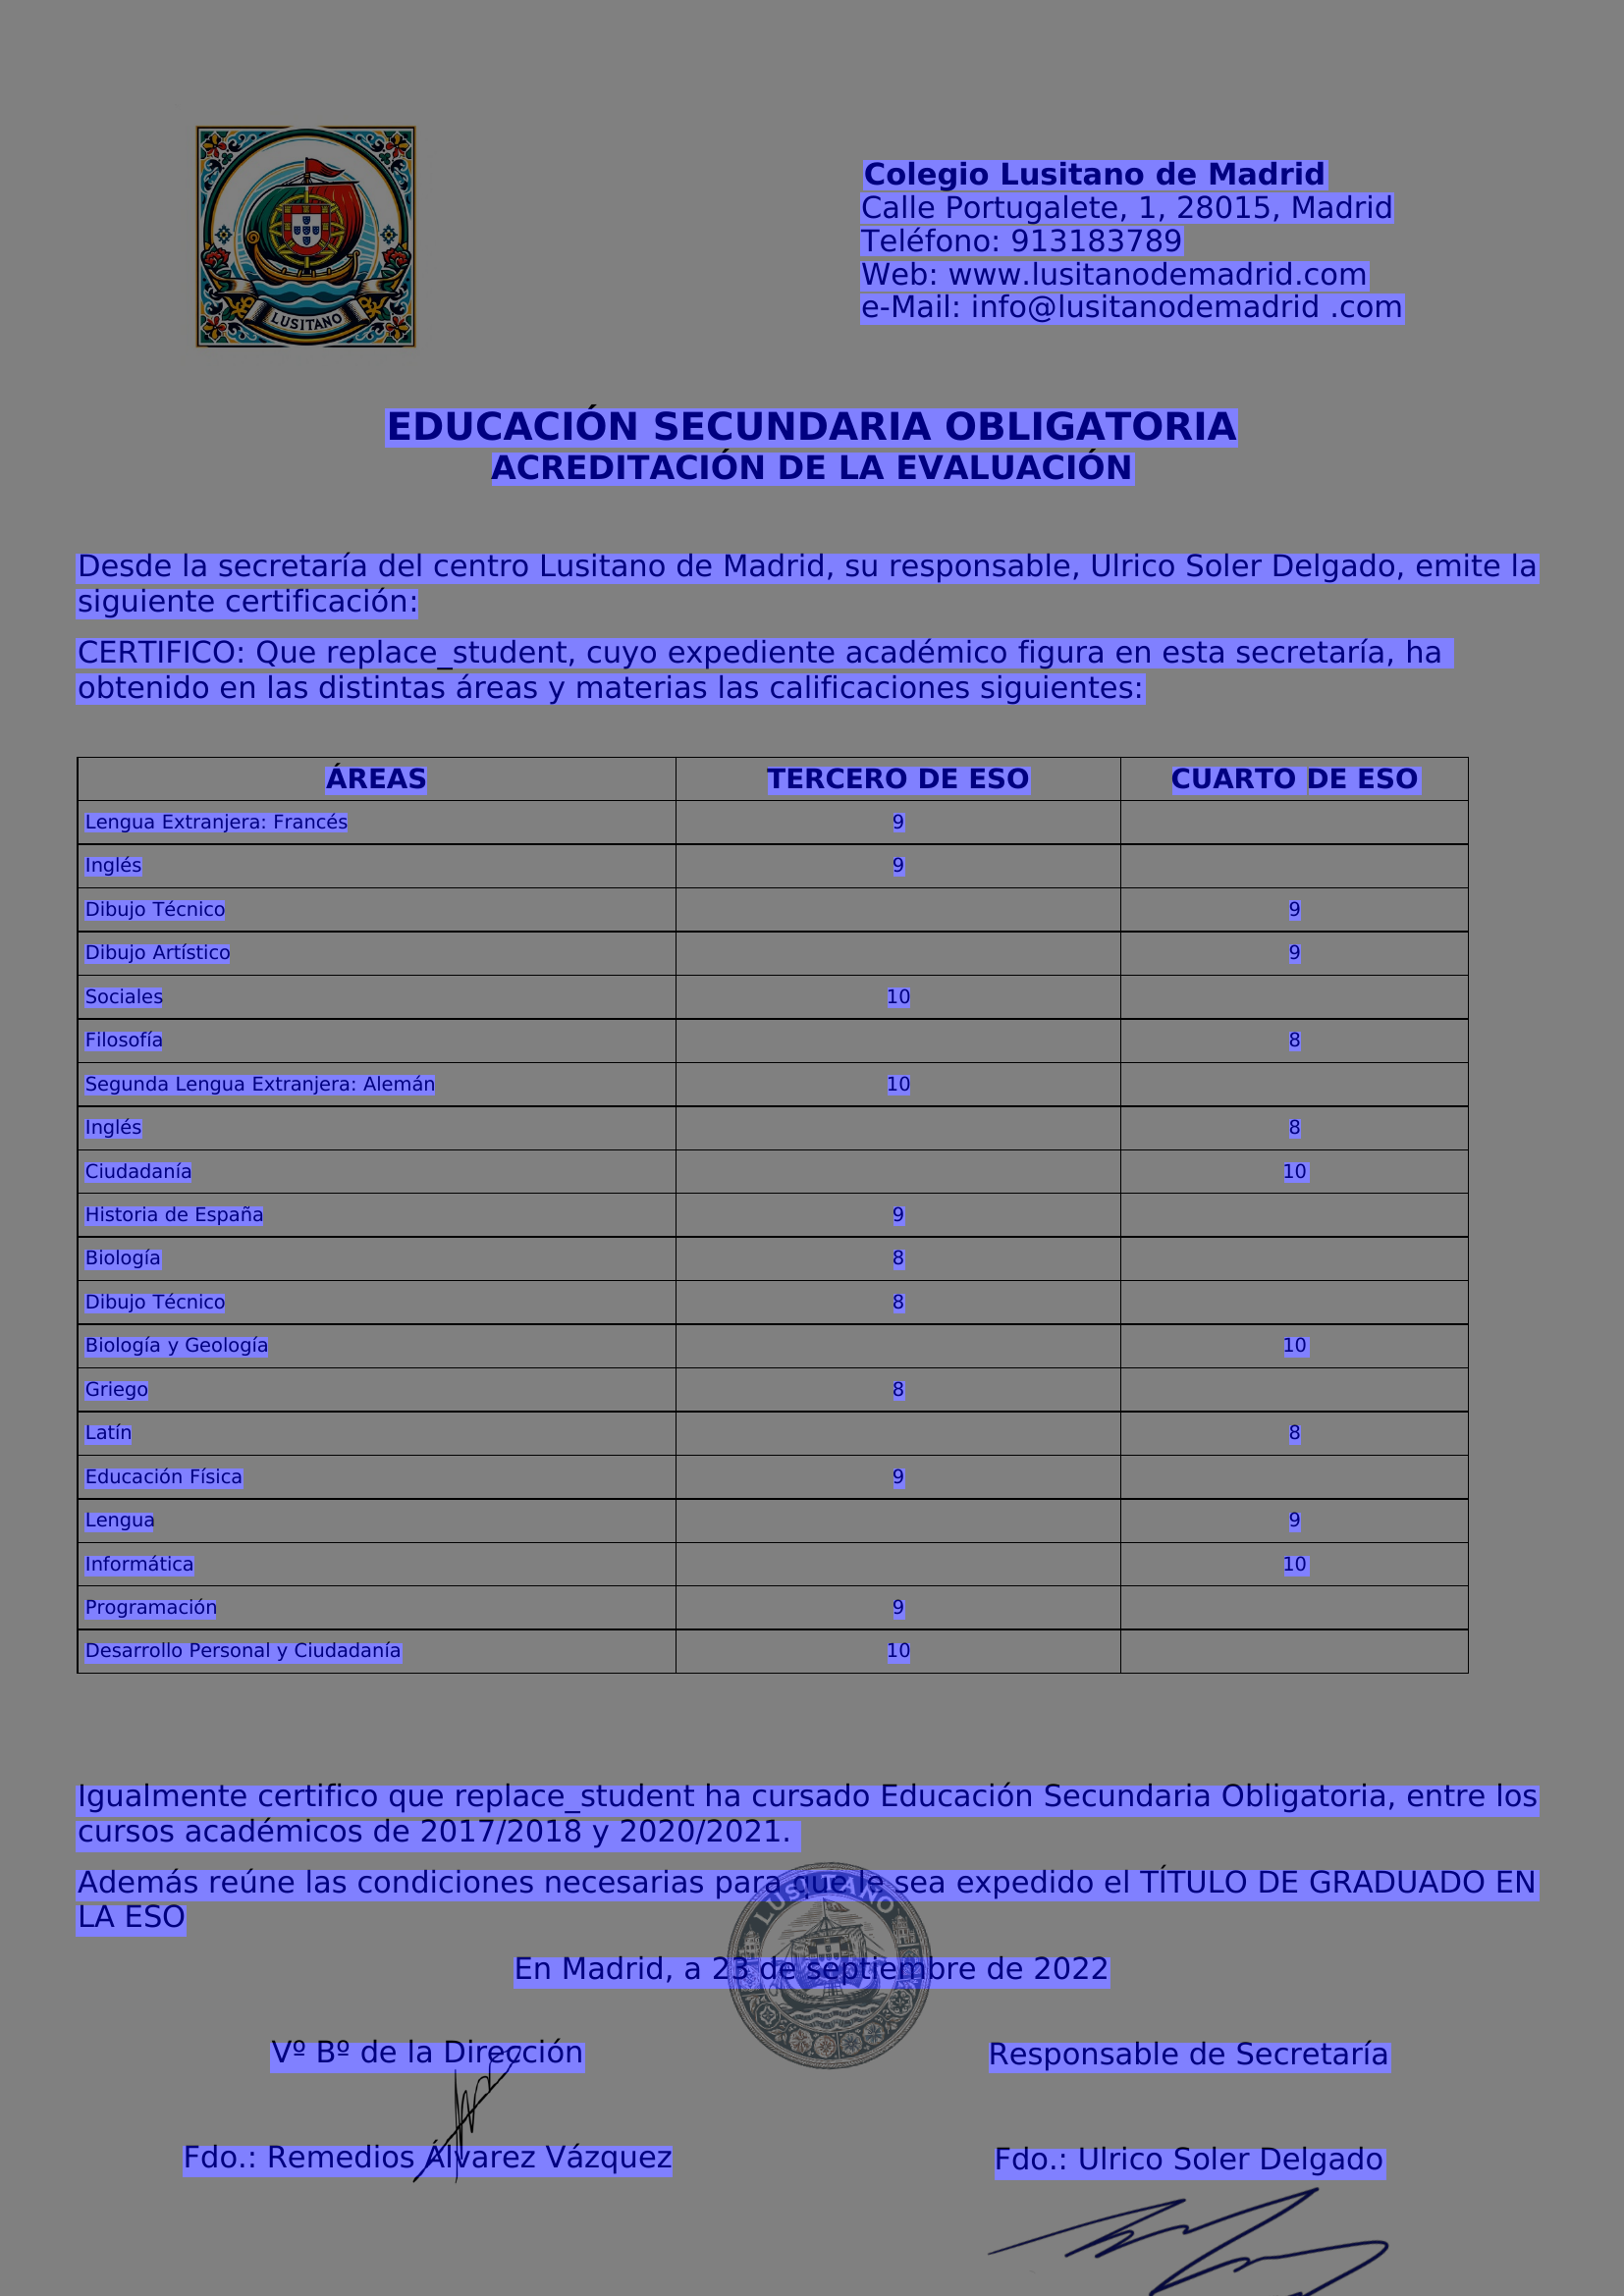 LUSITANO
Colegio Lusitano de Madrid
Calle Portugalete, 1, 28015, Madrid
Teléfono: 913183789
Web: www.lusitanodemadrid.com
e-Mail: info@lusitanodemadrid .com
EDUCACIÓN SECUNDARIA OBLIGATORIA
ACREDITACIÓN DE LA EVALUACIÓN
Desde la secretaría del centro Lusitano de Madrid, su responsable, Ulrico Soler Delgado, emite la
siguiente certificación:
CERTIFICO: Que replace_student, cuyo expediente académico figura en esta secretaría, ha
obtenido en las distintas áreas y materias las calificaciones siguientes:
ÁREAS TERCERO DE ESO CUARTO DE ESO
Lengua Extranjera: Francés 9
Inglés 9
Dibujo Técnico 9
Dibujo Artístico 9
Sociales 10
Filosofía 8
Segunda Lengua Extranjera: Alemán 10
Inglés 8
Ciudadanía 10
Historia de España 9
Biología 8
Dibujo Técnico 8
Biología y Geología 10
Griego 8
Latín 8
Educación Física 9
Lengua 9
Informática 10
Programación 9
Desarrollo Personal y Ciudadanía 10
Igualmente certifico que replace_student ha cursado Educación Secundaria Obligatoria, entre los
cursos académicos de 2017/2018 y 2020/2021.
Además reúne las condiciones necesarias para que le sea expedido el TÍTULO DE GRADUADO EN
LA ESO
LUSITANO
En Madrid, a 23 de septiembre de 2022
Vº Bº de la Dirección Responsable de Secretaría
Fdo.: Remedios Álvarez Vázquez Fdo.: Ulrico Soler Delgado